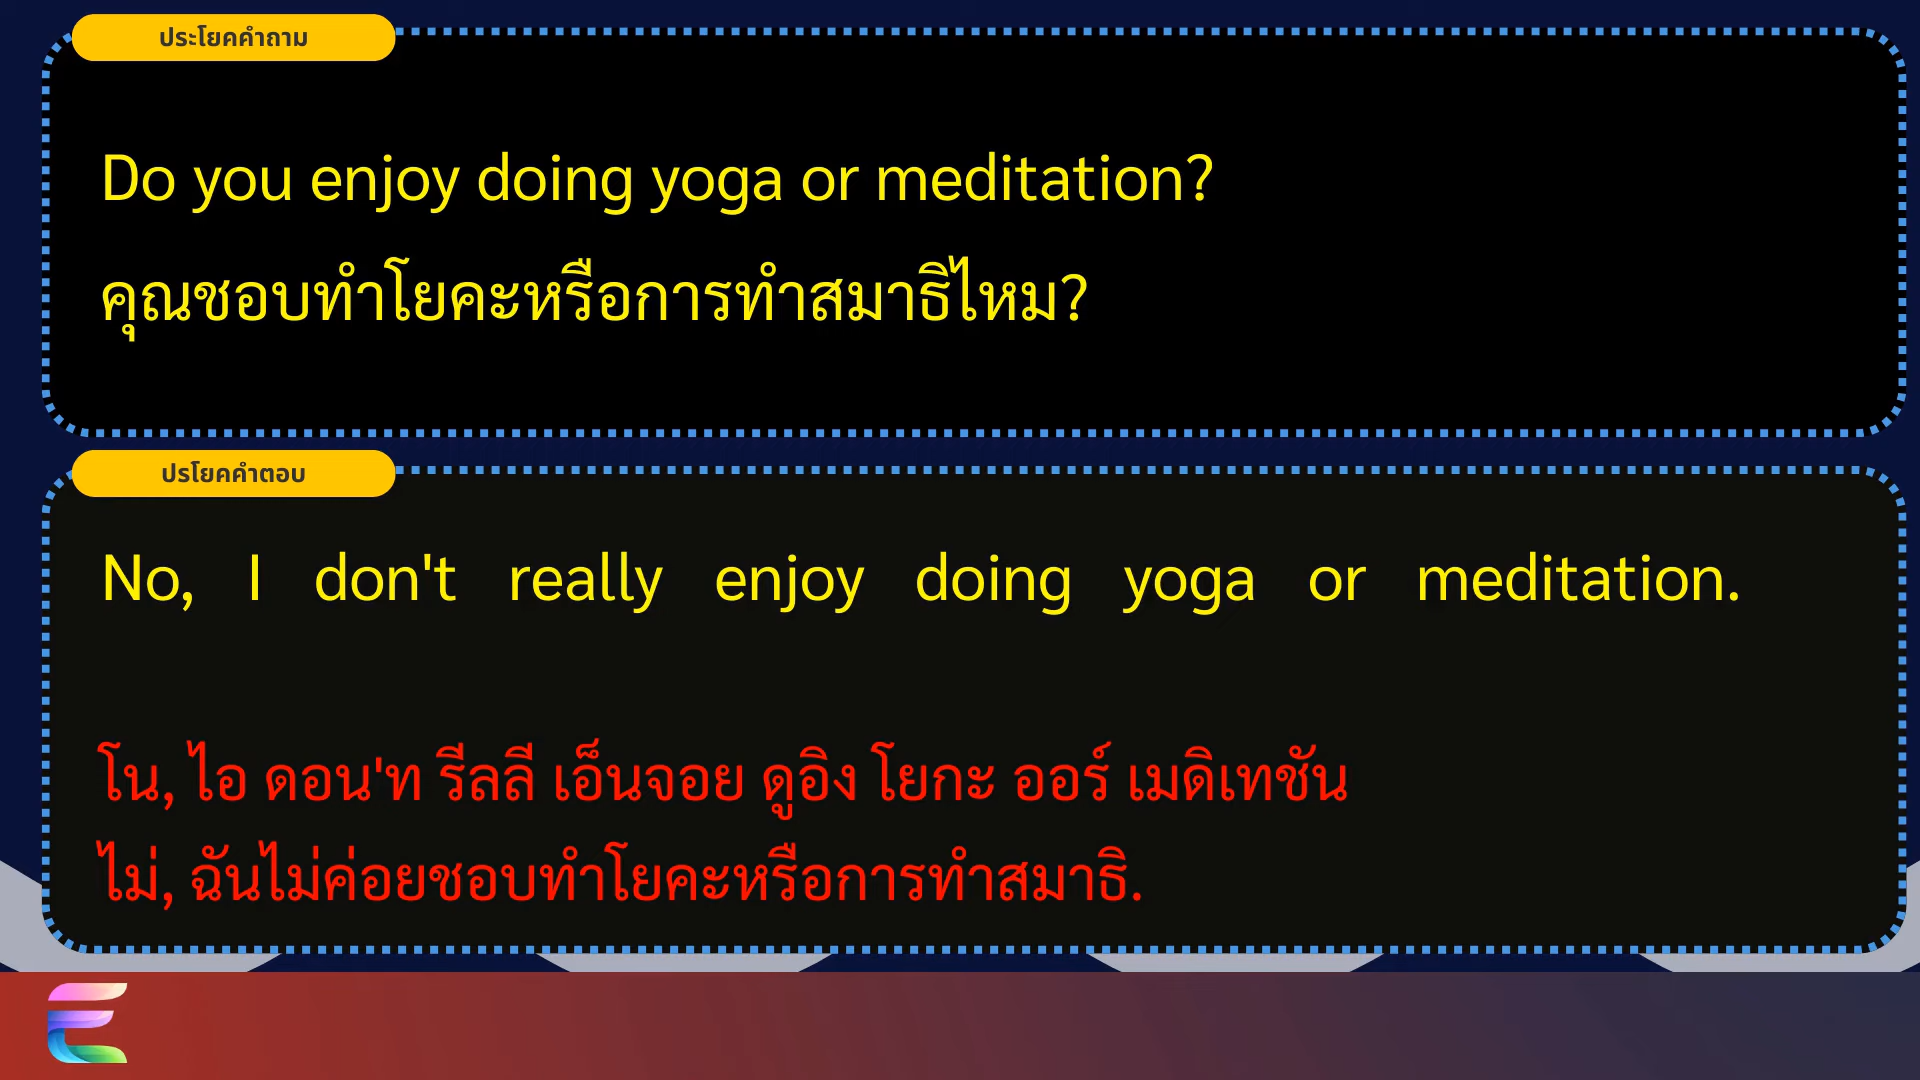 ประโยคคำถาม
Do you enjoy doing yoga or meditation?
คุณชอบทำโยคะหรือการทำสมาธิไหม?
ปรโยคคำตอบ
No, I don't really enjoy doing yoga or meditation.
โน, ไอ ดอน'ท รีลลี เอ็นจอย ดูอิง โยกะ ออร์ เมดิเทชัน
ไม่, ฉันไม่ค่อยชอบทำโยคะหรือการทำสมาธิ.